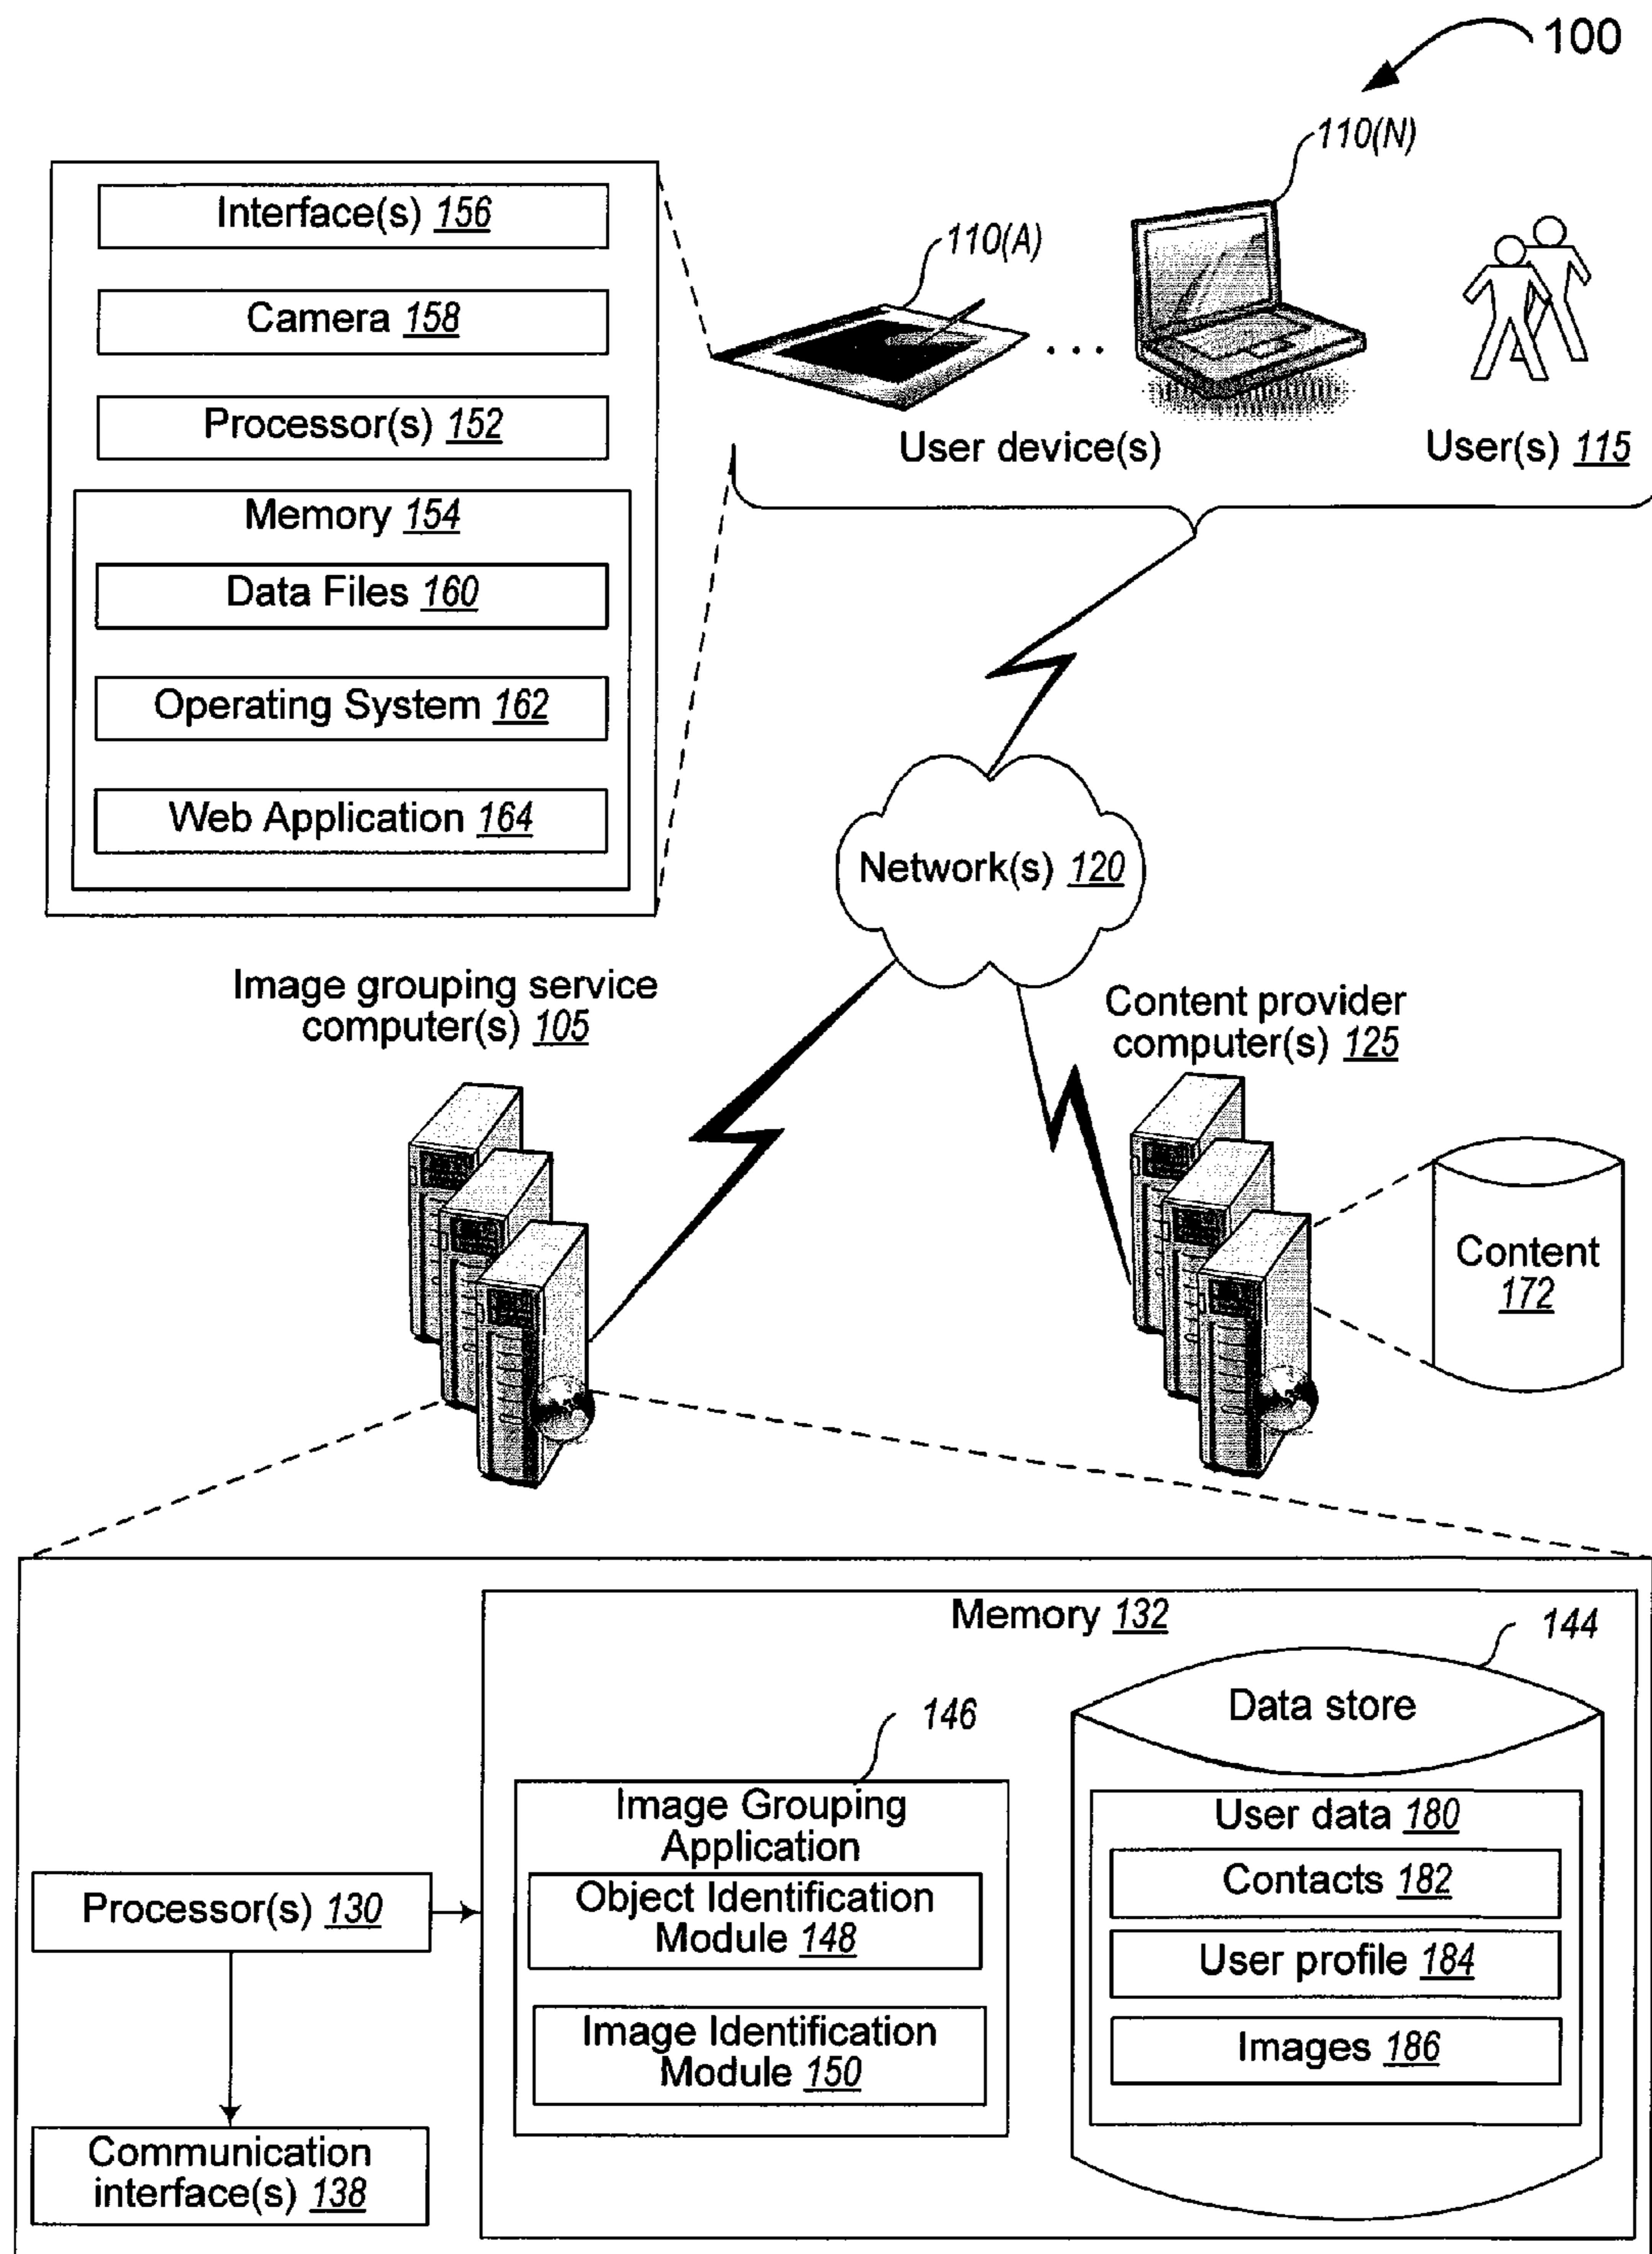 100
110(N)
110(A)
Interface(s) 156
Camera 158
Processor(s) 152
Memory 154
Data Files 160
Operating System 162
Web Application 164
. . .
User device(s)
User(s) 115
Network(s) 120
Image grouping service
computer(s) 105
Content provider
computer(s) 125
Content
172
Memory 132
144
Data store
146
Image Grouping
Application
Object Identification
Module 148
Image Identification
Module 150
User data 180
Contacts 182
User profile 184
Images 186
Processor(s) 130
Communication
interface(s) 138